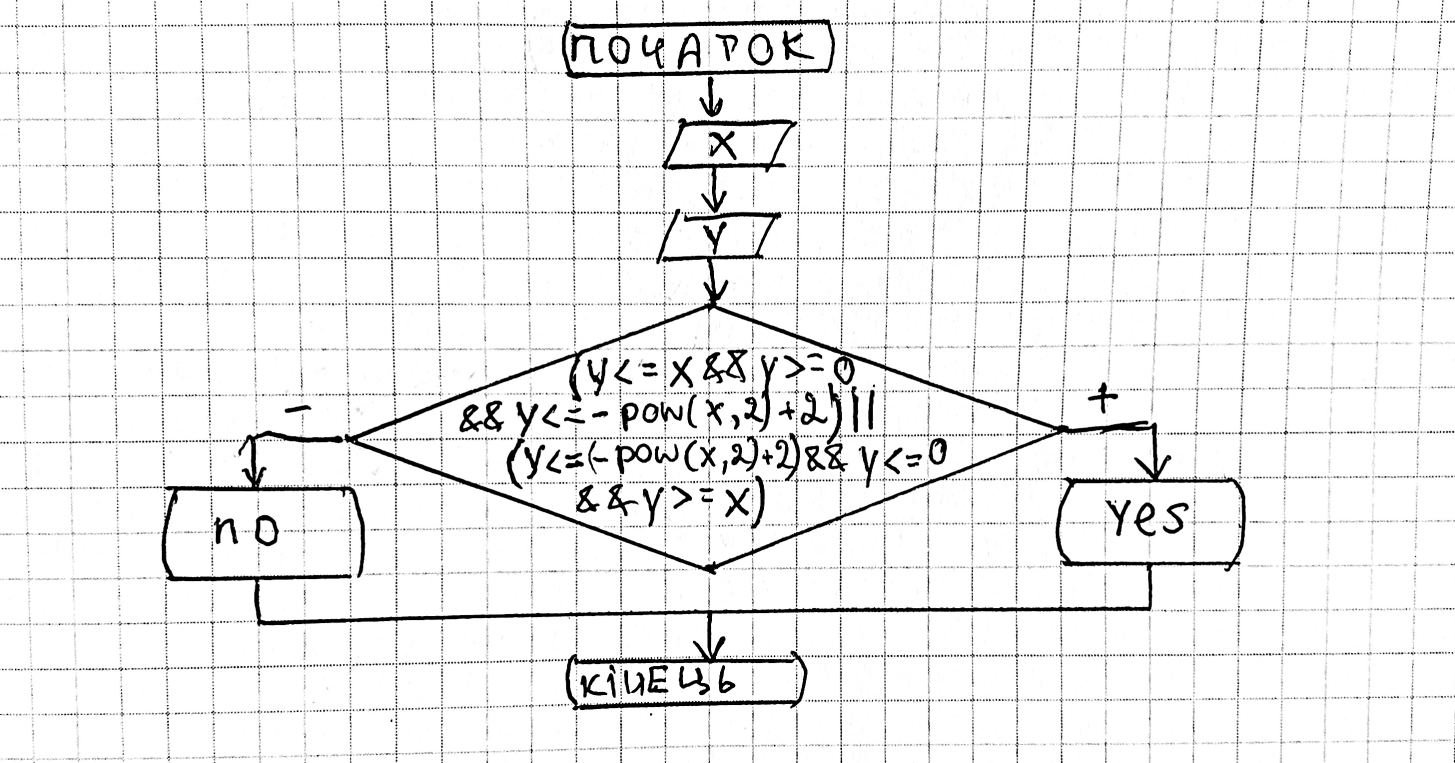 ПОЧАТОК
X
Y
(y<=x && y>=0
&& y<=-pow(x,2)+2) ||
(y<=(-pow(x,2)+2) && y<=0
&& y>=x)
-
+
no
yes
КІНЕЦЬ